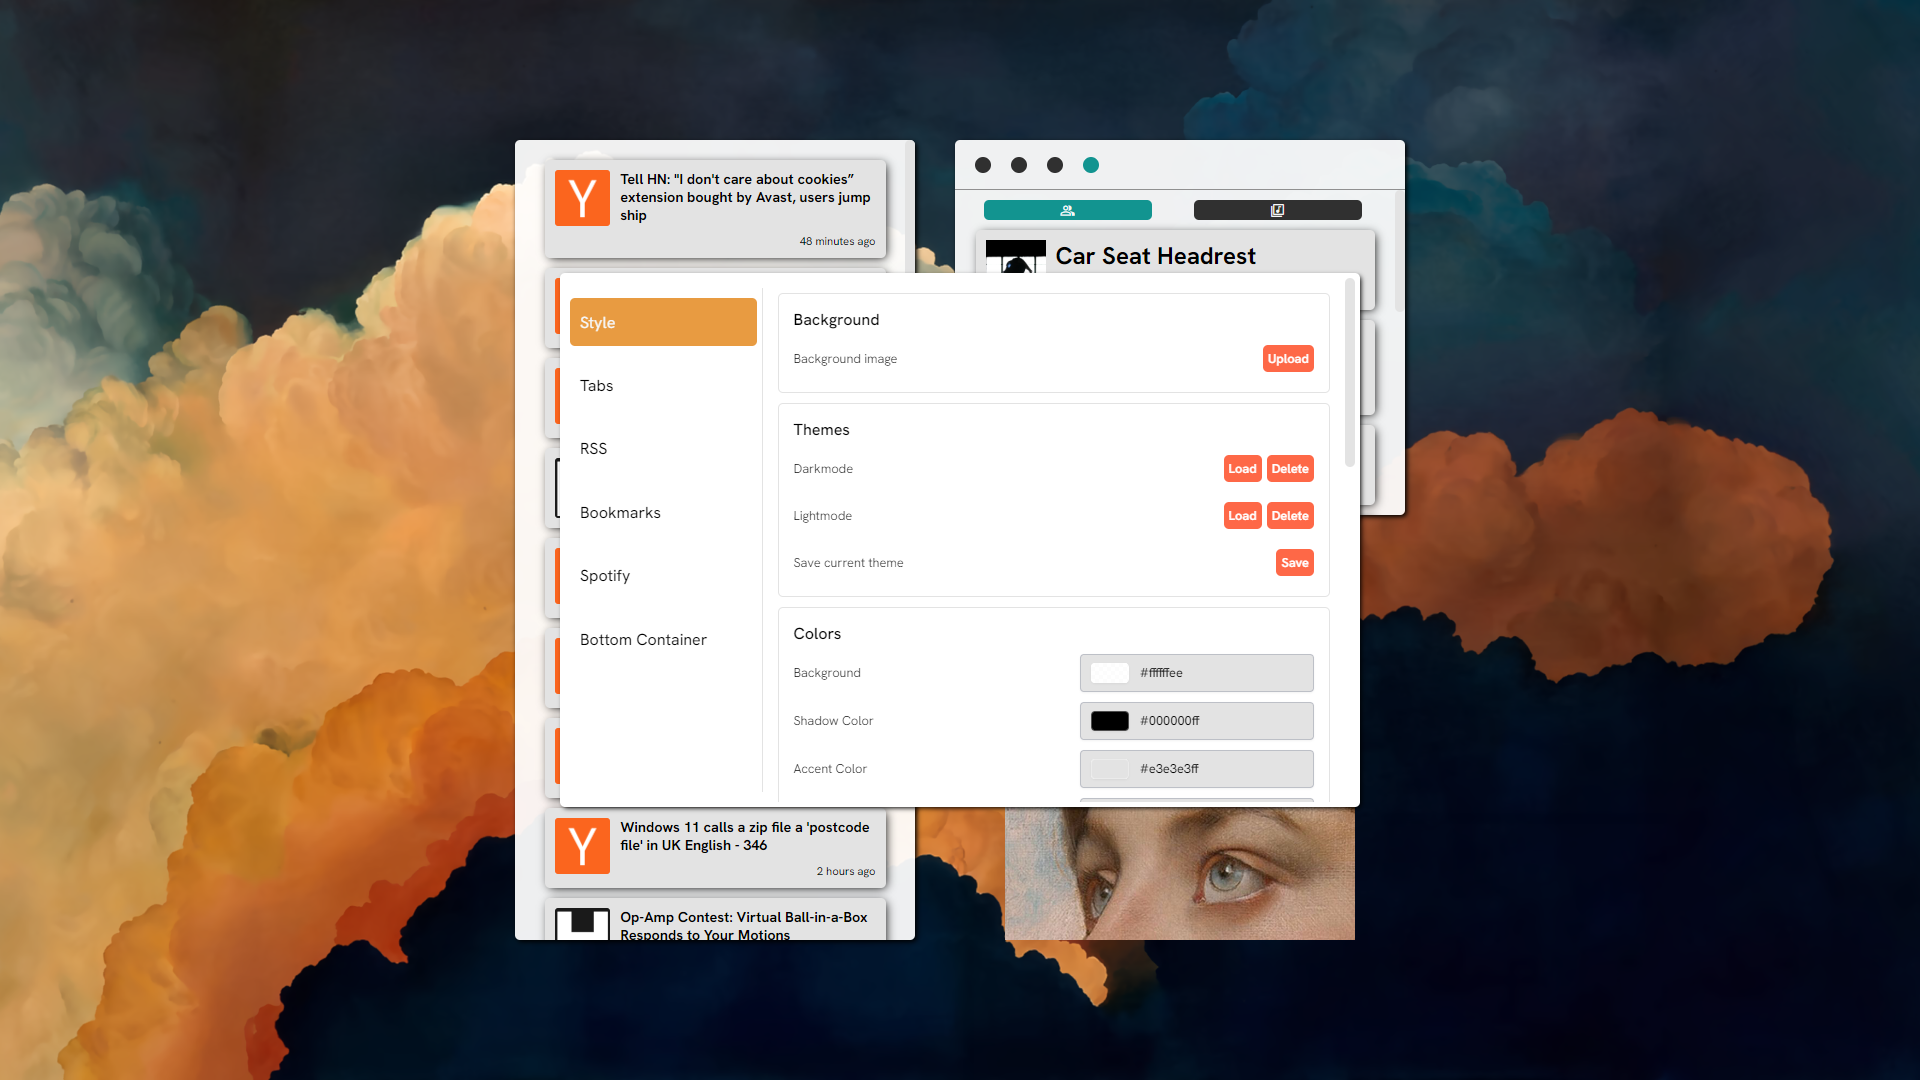 Y
Tell HN: "I don't care about cookies”
extension bought by Avast, users jump
ship
48 minutes ago
Car Seat Headrest
Style
Tabs
RSS
Bookmarks
Spotify
Bottom Container
Background
Background image
Upload
Themes
Darkmode
Load
Delete
Lightmode
Load
Delete
Save current theme
Save
Colors
Background
#ffffffee
Shadow Color
#000000ff
Accent Color
#e3e3e3ff
Y
Windows 11 calls a zip file a 'postcode
file' in UK English - 346
2 hours ago
Op-Amp Contest: Virtual Ball-in-a-Box
Responds to Your Motions